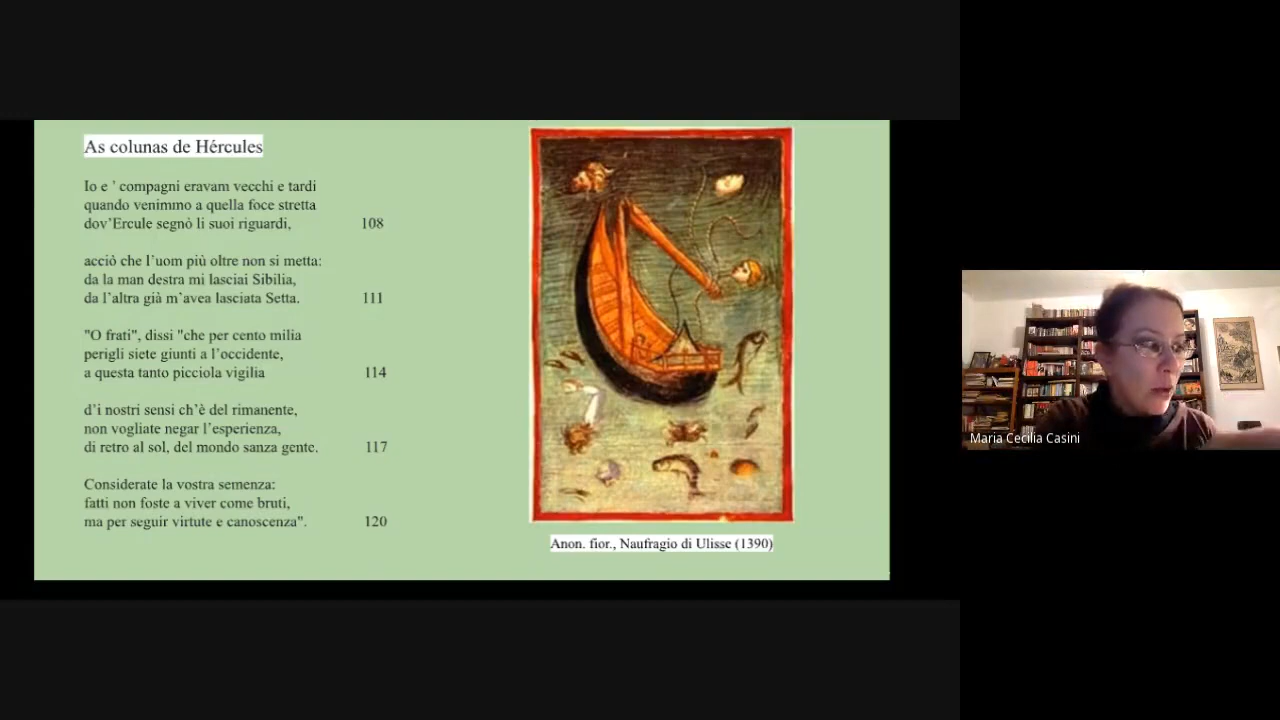 As colunas de Hércules
Io e ' compagni eravam vecchi e tardi
quando venimmo a quella foce stretta
dov'Ercule segnò li suoi riguardi, 108
acciò che l'uom più oltre non si metta:
da la man destra mi lasciai Sibilia,
da l'altra già m'avea lasciata Setta. 111
"O frati", dissi "che per cento milia
perigli siete giunti a l'occidente,
a questa tanto picciola vigilia 114
d'i nostri sensi ch'è del rimanente,
non vogliate negar l'esperienza,
di retro al sol, del mondo sanza gente. 117
Considerate la vostra semenza:
fatti non foste a viver come bruti,
ma per seguir virtute e canoscenza". 120
Anon. fior., Naufragio di Ulisse (1390)
Maria Cecilia Casini